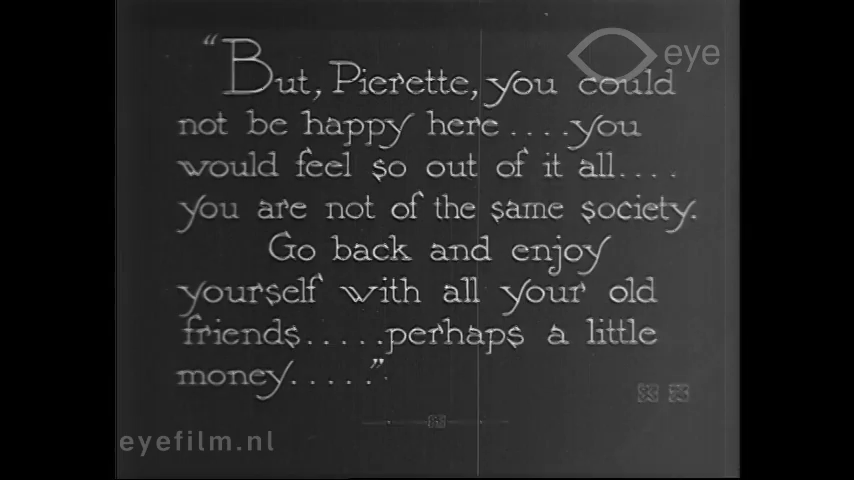 eye
"But, Pierette, you could
not be happy here ....you
would feel so out of it all....
you are not of the same society.
Go back and enjoy
yourself with all your old
friends.....perhaps a little
money....."
eyefilm.nl